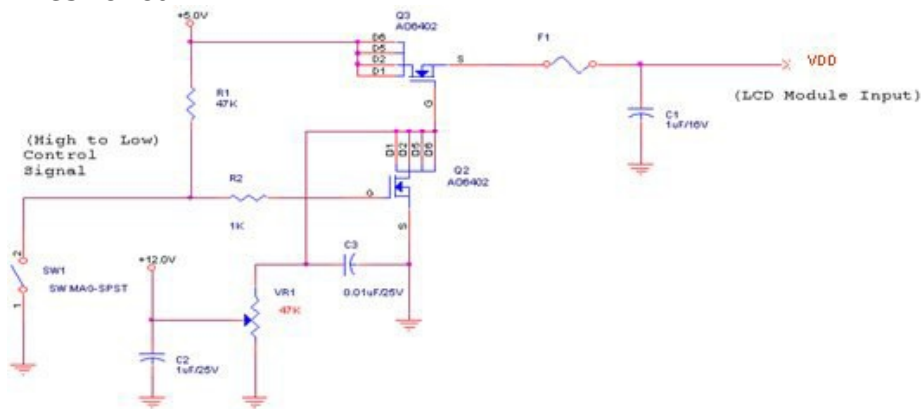 +5.0V
Q3
AO6402
D6
D5
D2
D1
S
G
F1
VDD
(LCD Module Input)
R1
47K
C1
1uF/16V
(High to Low)
Control
Signal
D1
D2
D5
D6
Q2
AO6402
R2
G
1K
S
2
SW1
SW MAG-SPST
1
+12.0V
C3
0.01uF/25V
VR1
47K
C2
1uF/25V